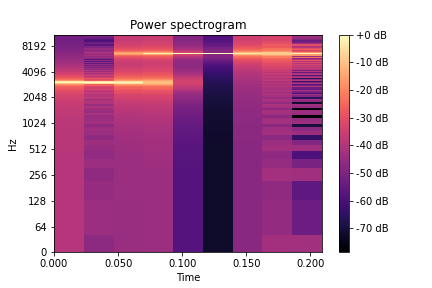 Power spectrogram
8192
4096
2048
1024
512
256
128
64
0
Hz
0.000
0.050
0.100
0.150
0.200
Time
+0 dB
-10 dB
-20 dB
-30 dB
-40 dB
-50 dB
-60 dB
-70 dB